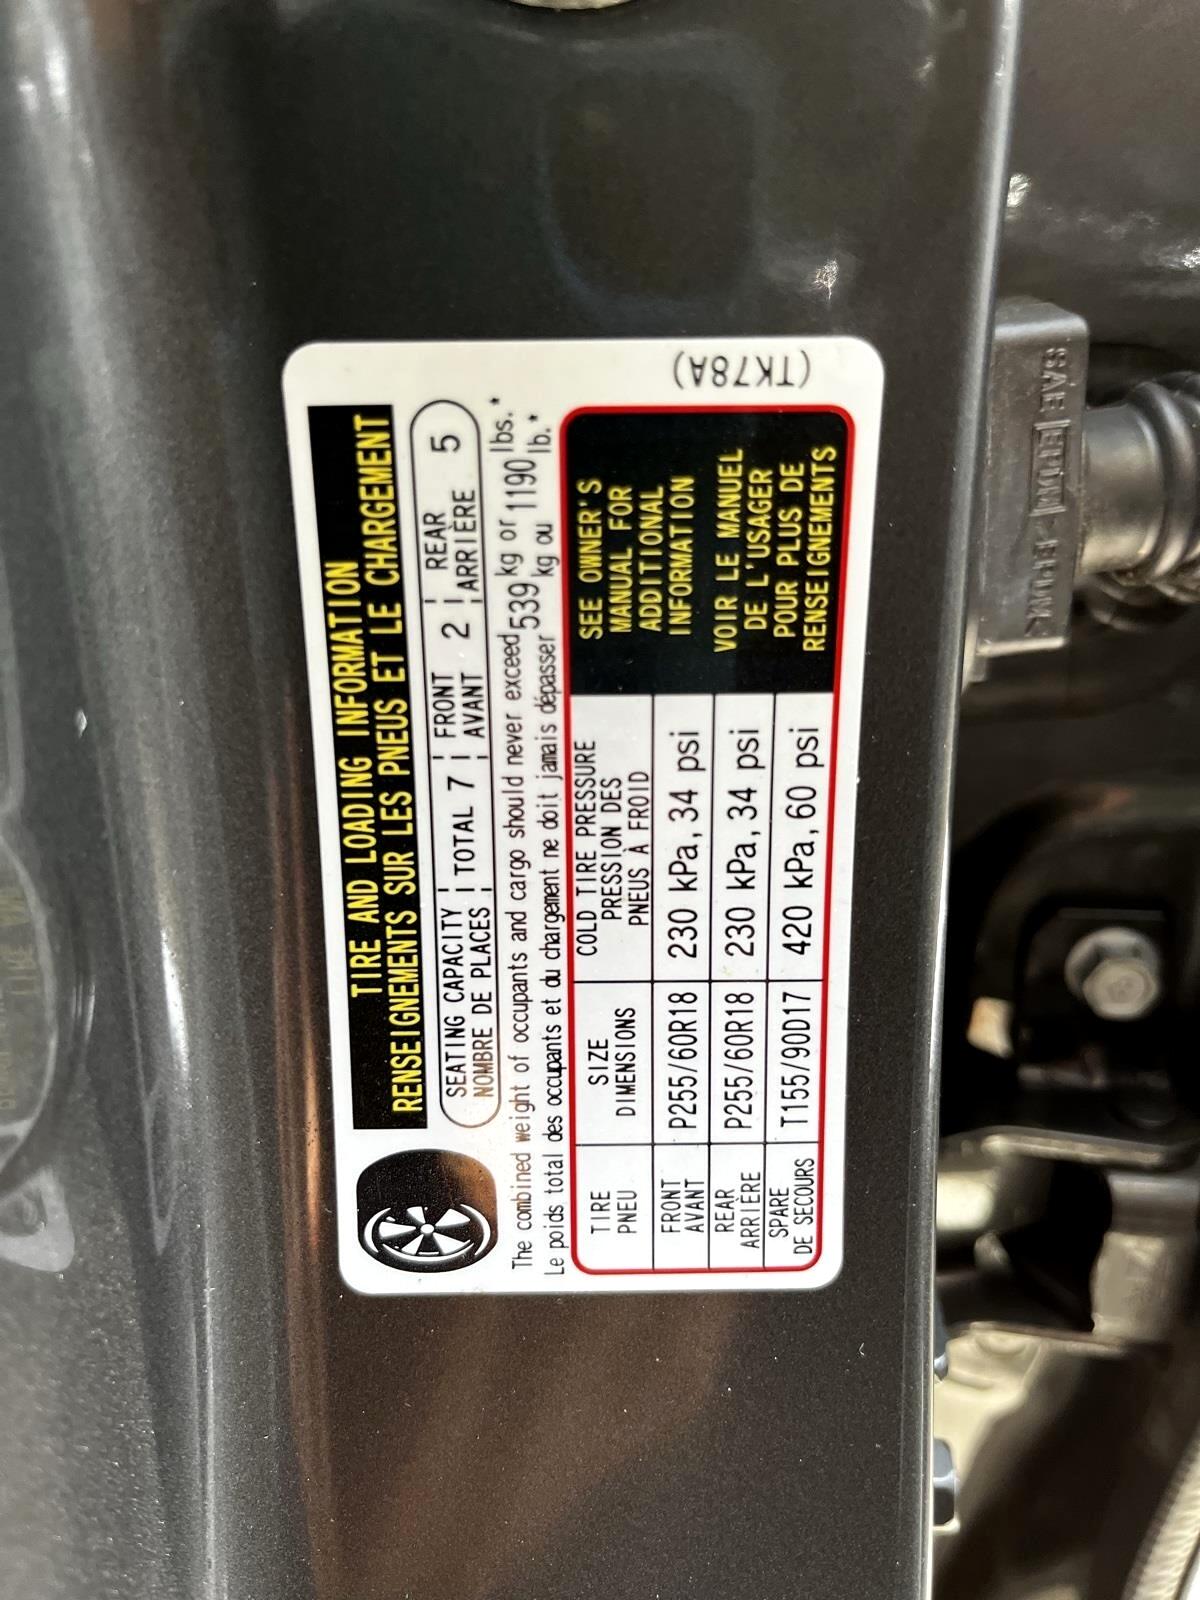 TIRE AND LOADING INFORMATION
RENSEIGNEMENTS SUR LES PNEUS ET LE CHARGEMENT
SEATING CAPACITY TOTAL 7 FRONT 2 REAR 5
NOMBRE DE PLACES AVANT ARRIÈRE
The combined weight of occupants and cargo should never exceed 539 kg or 1190 lbs.*
Le poids total des occupants et du chargement ne doit jamais dépasser kg ou lb.*
TIRE SIZE COLD TIRE PRESSURE
PNEU DIMENSIONS PRESSION DES
PNEUS À FROID
FRONT P255/60R18 230 kPa, 34 psi
AVANT
REAR P255/60R18 230 kPa, 34 psi
ARRIÈRE
SPARE T155/90D17 420 kPa, 60 psi
DE SECOURS
SEE OWNER'S
MANUAL FOR
ADDITIONAL
INFORMATION
VOIR LE MANUEL
DE L'USAGER
POUR PLUS DE
RENSEIGNEMENTS
(TK78A)